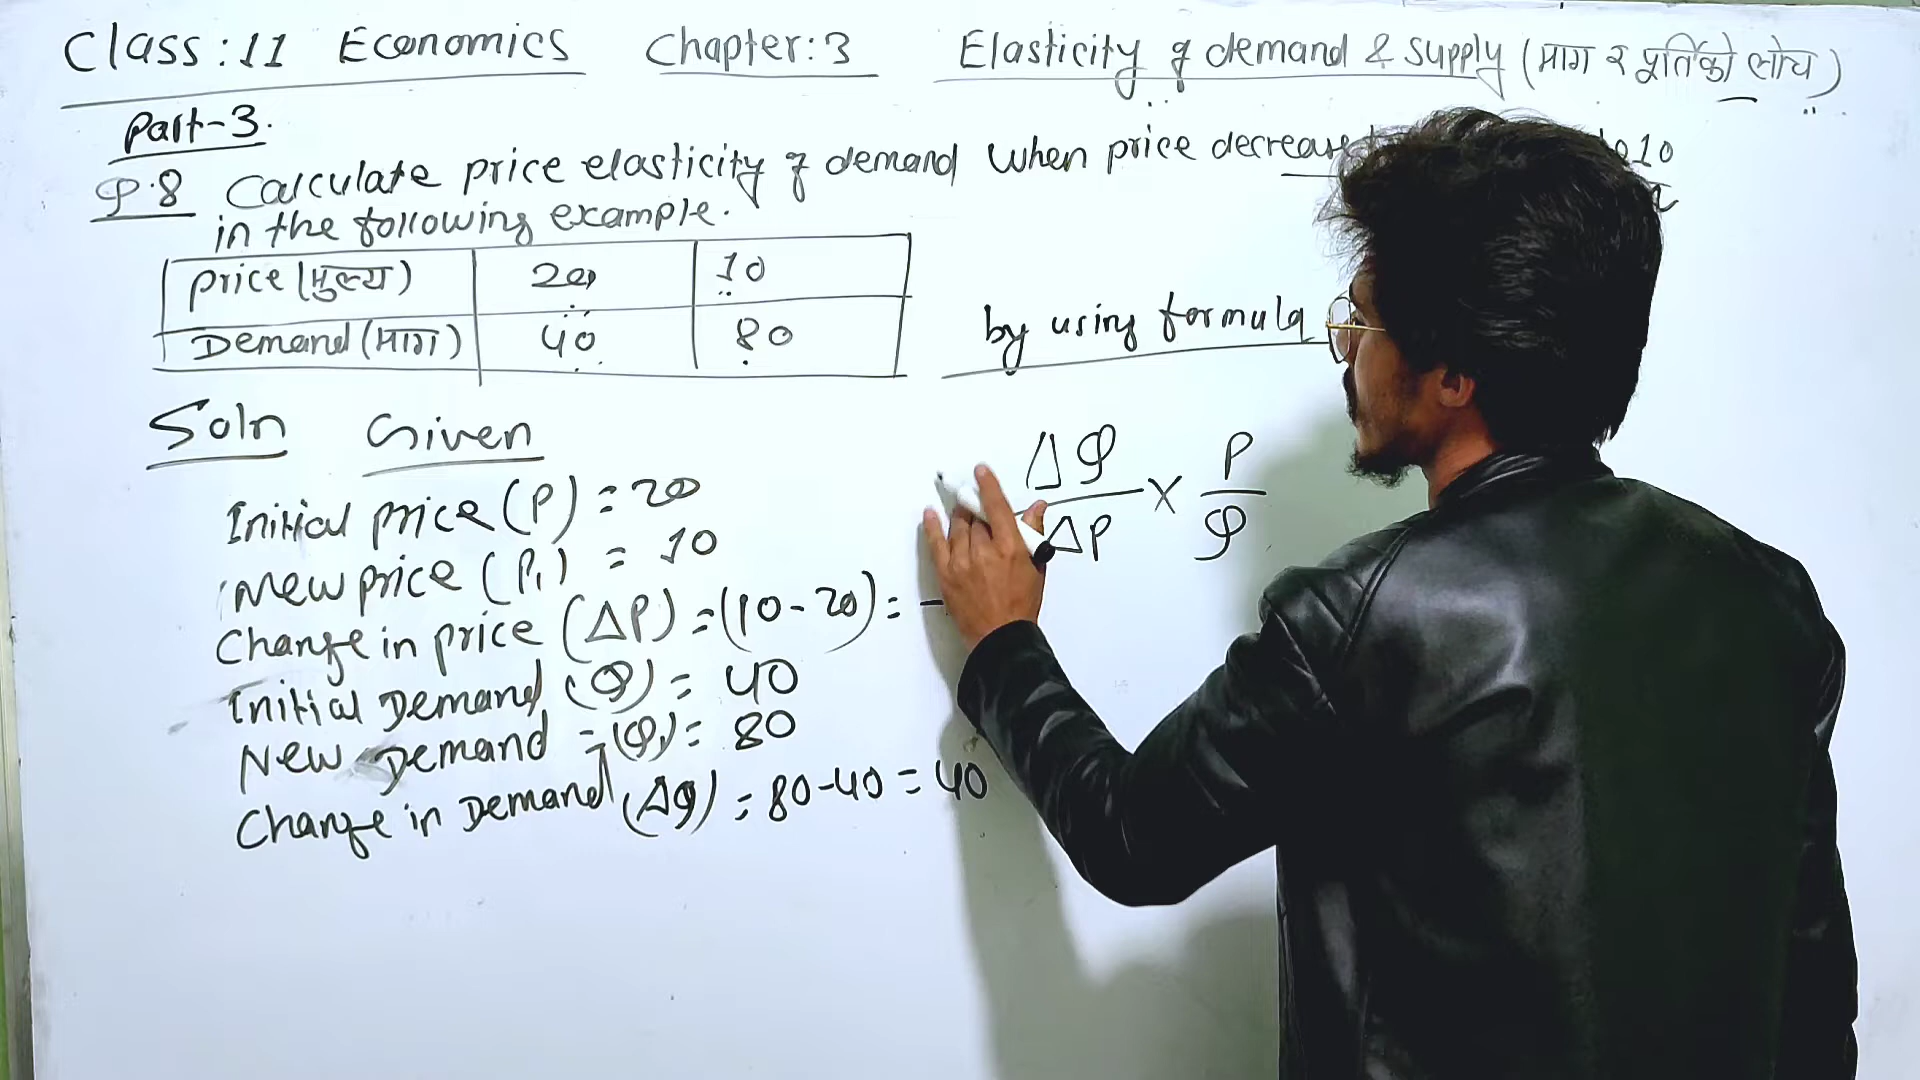 Class:11 Economics Chapter:3 Elasticity of demand & supply (माग र पूर्तिको लोच)
Part-3.
Q.8 Calculate price elasticity of demand when price decrease 10
in the following example.
price (मुल्य) 20 10
Demand (माग) 40 80
by using formula
Soln Given
Initial price (P) = 20
New price (P1) = 10
Change in price (ΔP) = (10-20) = -
Initial Demand (Q) = 40
New Demand = (Q1) = 80
Change in Demand (ΔQ) = 80-40 = 40
ΔQ/ΔP × P/Q